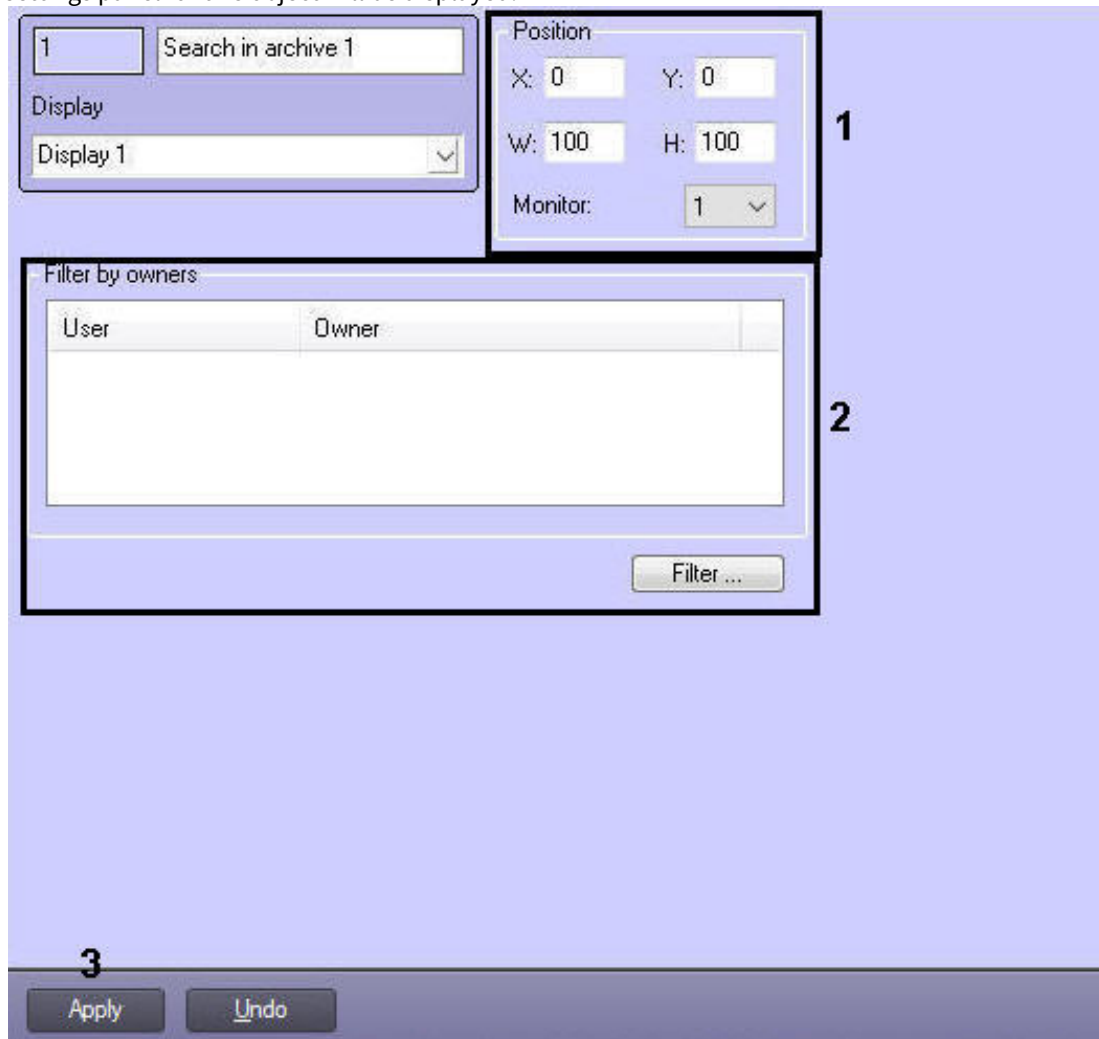 1
Search in archive 1
Display
Display 1
Position
X: 0 Y: 0
W: 100 H: 100
Monitor: 1
1
Filter by owners
User Owner
2
Filter ...
3
Apply Undo